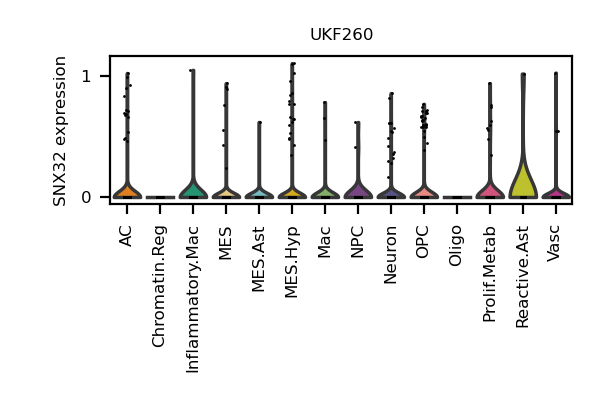 UKF260
SNX32 expression
1
0
AC
Chromatin.Reg
Inflammatory.Mac
MES
MES.Ast
MES.Hyp
Mac
NPC
Neuron
OPC
Oligo
Prolif.Metab
Reactive.Ast
Vasc